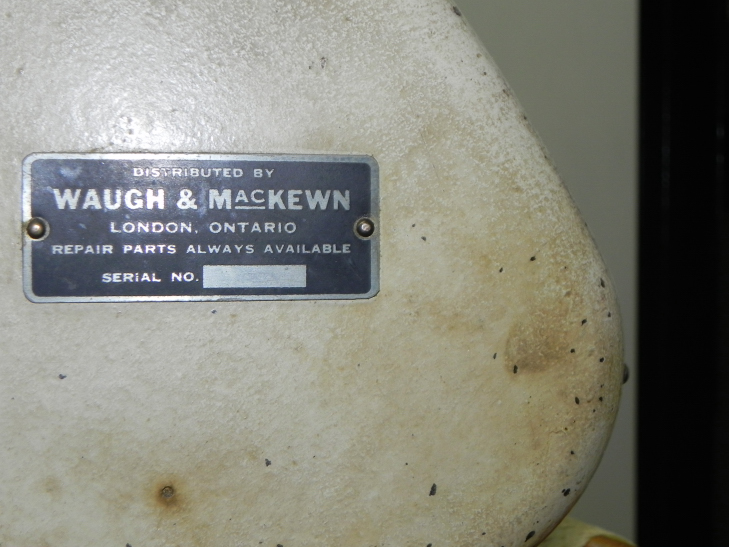 DISTRIBUTED BY
WAUGH & MACKEWN
LONDON, ONTARIO
REPAIR PARTS ALWAYS AVAILABLE
SERIAL NO.